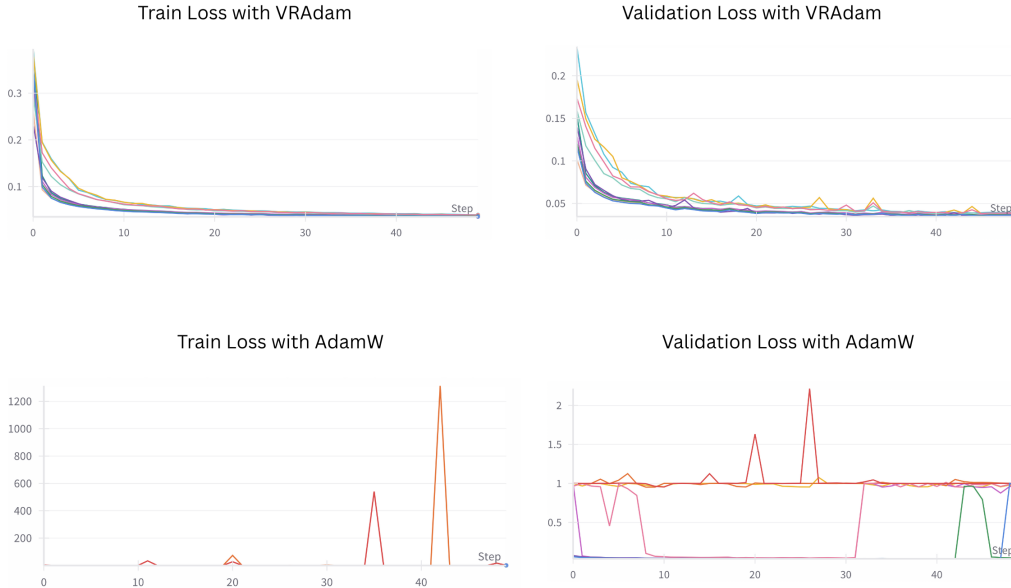 Train Loss with VRAdam
Validation Loss with VRAdam
0.3
0.2
0.1
Step
0 10 20 30 40
0.2
0.15
0.1
0.05
Step
0 10 20 30 40
Train Loss with AdamW
Validation Loss with AdamW
1200
1000
800
600
400
200
Step
0 10 20 30 40
2
1.5
1
0.5
Step
0 10 20 30 40